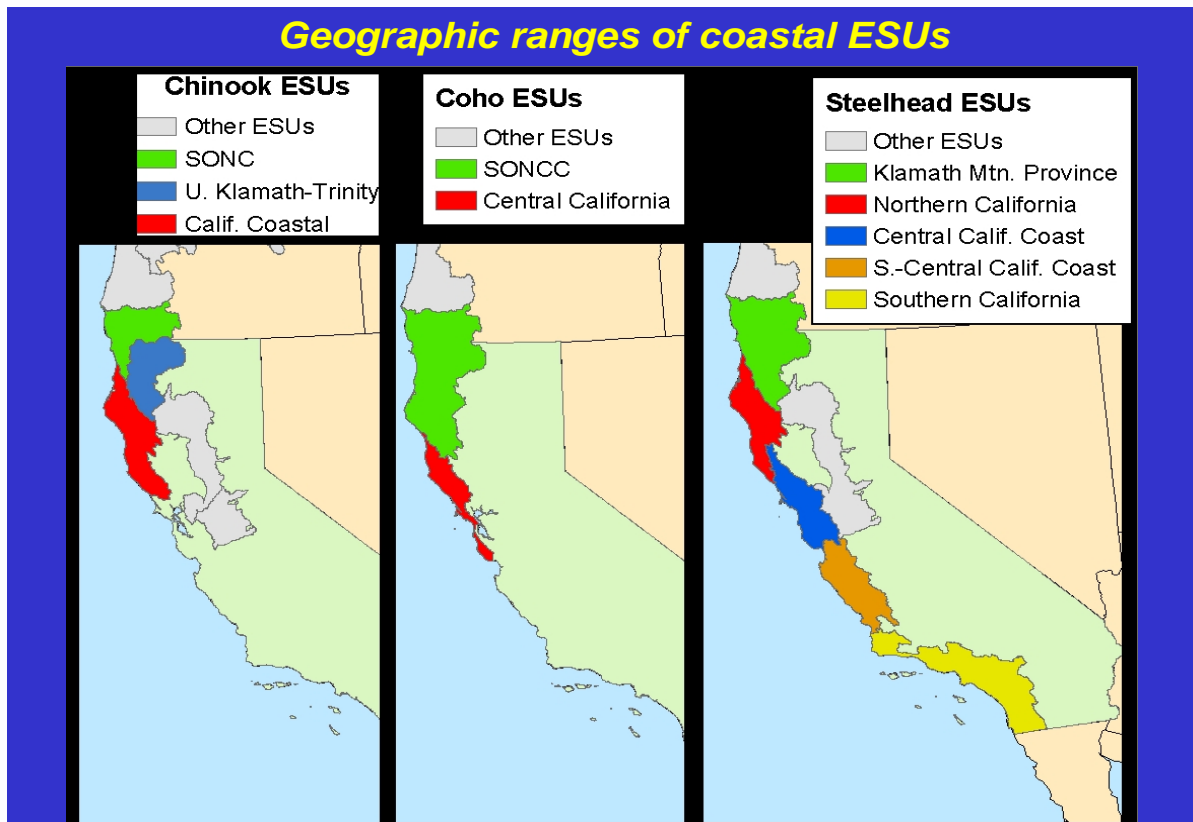 Geographic ranges of coastal ESUs
Chinook ESUs
Other ESUs
SONC
U. Klamath-Trinity
Calif. Coastal
Coho ESUs
Other ESUs
SONCC
Central California
Steelhead ESUs
Other ESUs
Klamath Mtn. Province
Northern California
Central Calif. Coast
S.-Central Calif. Coast
Southern California